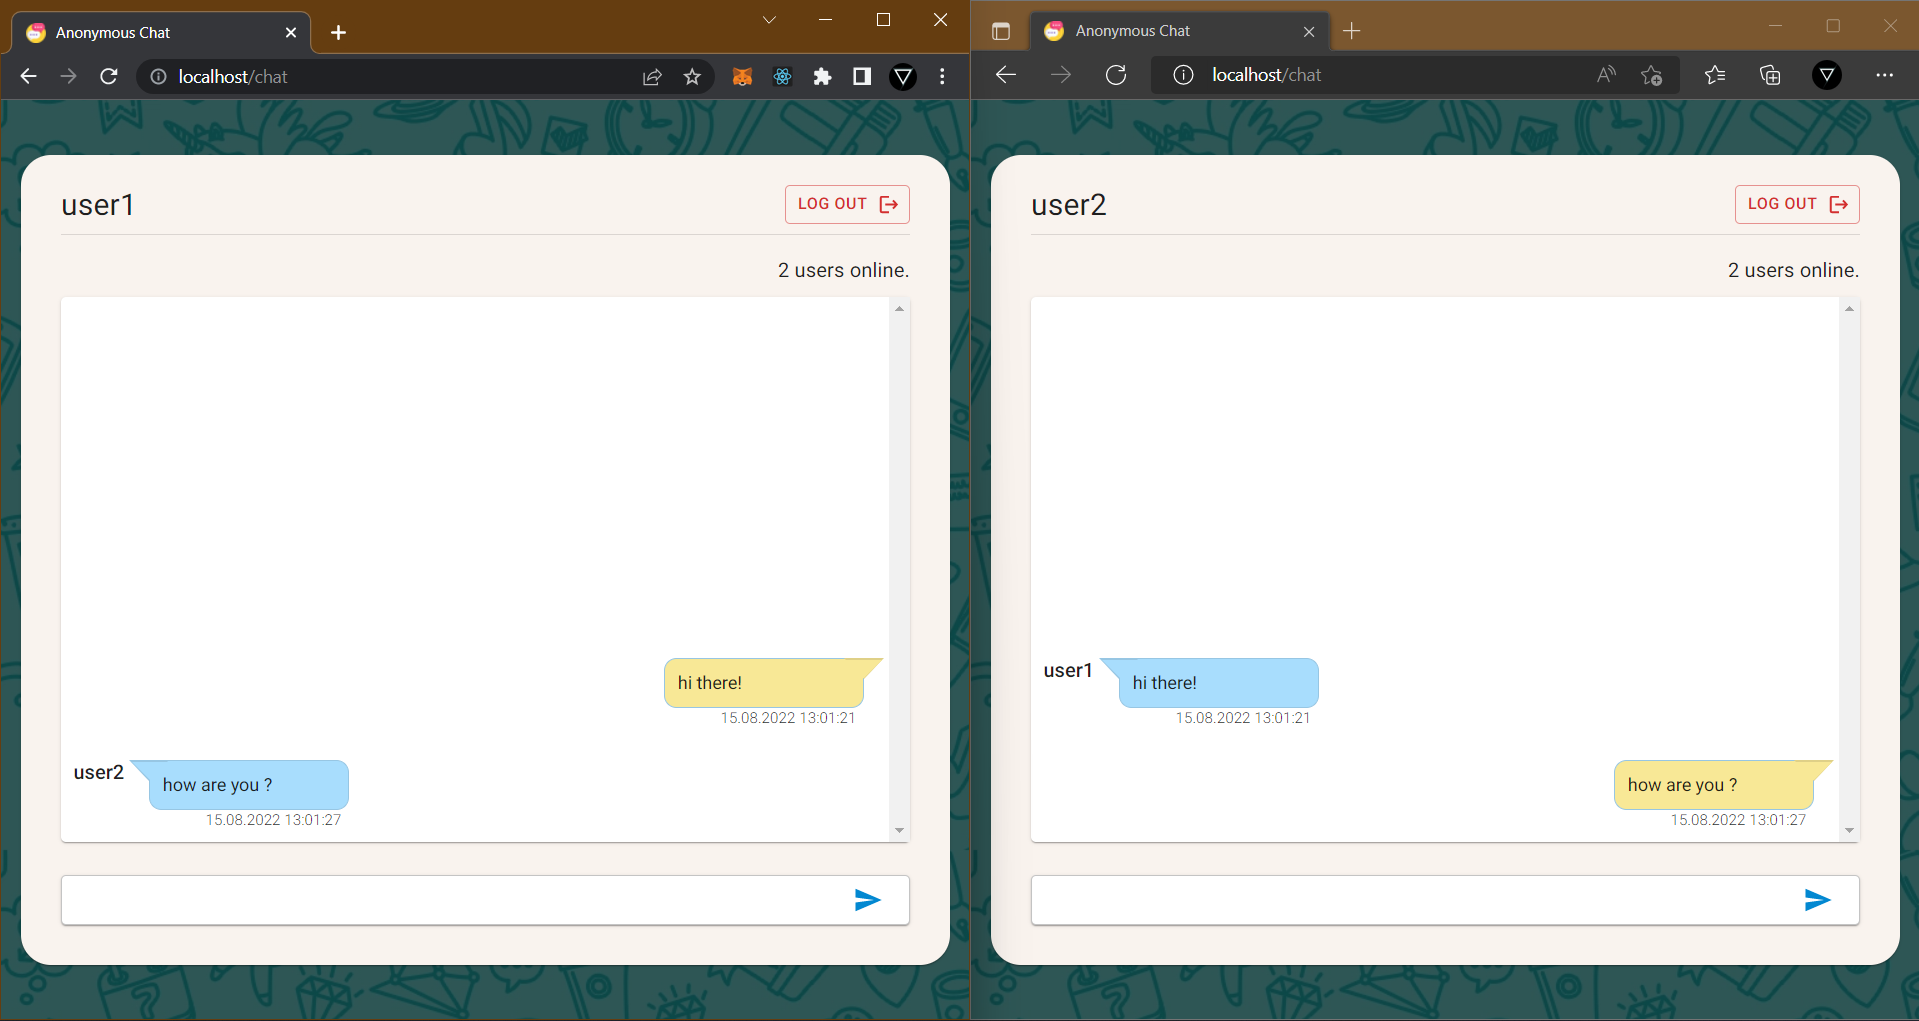 Anonymous Chat
localhost/chat
user1
LOG OUT
2 users online.
hi there!
15.08.2022 13:01:21
user2
how are you ?
15.08.2022 13:01:27
Anonymous Chat
localhost/chat
user2
LOG OUT
2 users online.
user1
hi there!
15.08.2022 13:01:21
how are you ?
15.08.2022 13:01:27